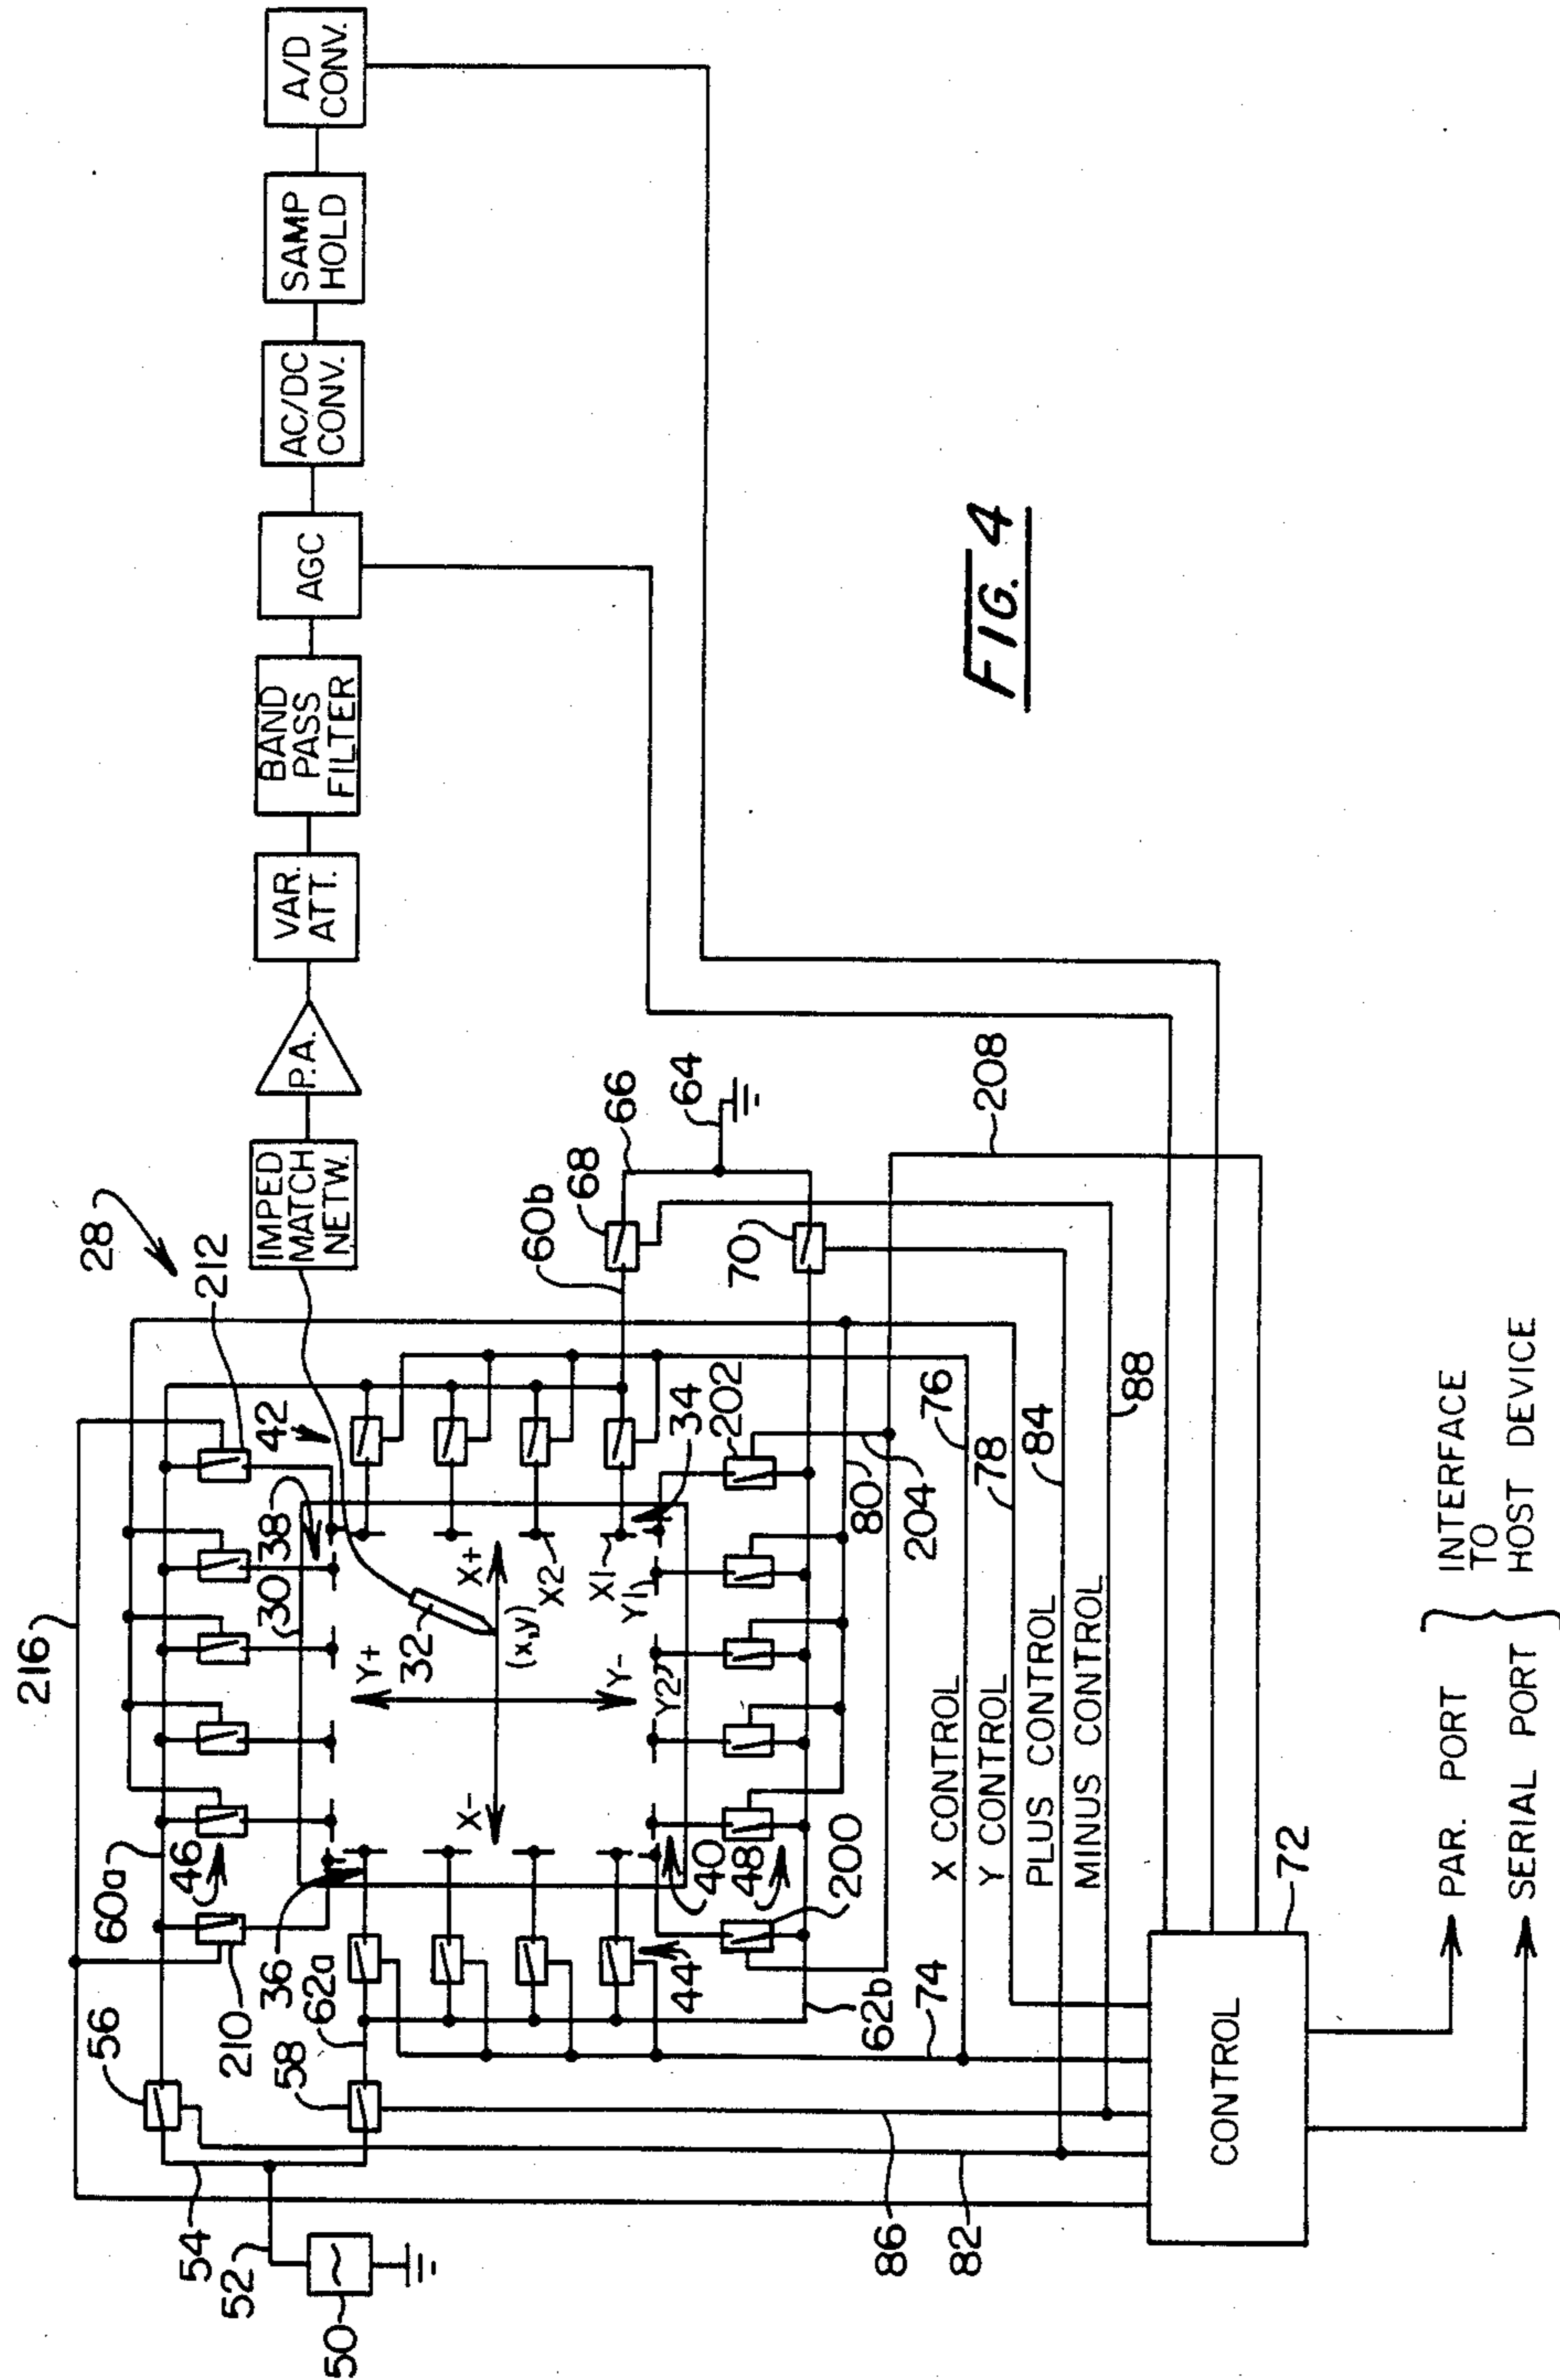 28
IMPED
MATCH
NETW.
P.A.
VAR.
ATT.
BAND
PASS
FILTER
AGC
AC/DC
CONV.
SAMP
HOLD
A/D
CONV.
216
212
60a
56
46
210
54
52
50
58
62a
36
30
38
42
32
Y+
Y-
X+
X-
(x,y)
X2
X1
Y1
Y2
34
40
48
44
200
202
60b
66
68
64
70
62b
74
80
204
76
78
84
88
208
X CONTROL
Y CONTROL
PLUS CONTROL
MINUS CONTROL
86
82
72
CONTROL
PAR. PORT
SERIAL PORT
INTERFACE
TO
HOST DEVICE
FIG. 4